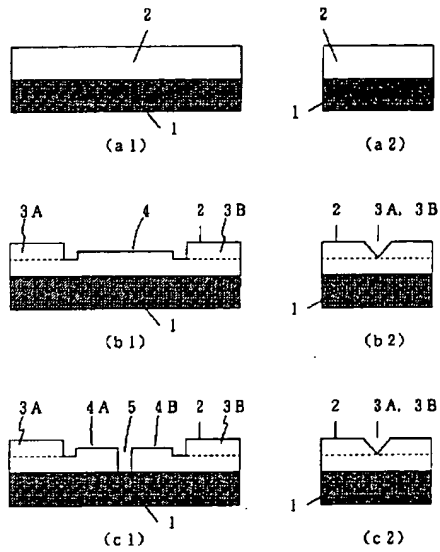 2 2
1 1
(a1) (a2)
3A 4 2 3B 2 3A, 3B
1 1
(b1) (b2)
3A 4A 5 4B 2 3B 2 3A, 3B
1 1
(c1) (c2)